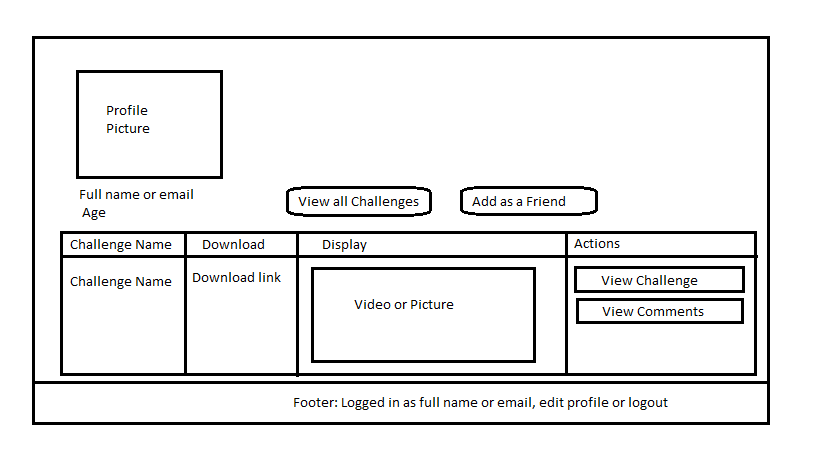 Profile
Picture
Full name or email
Age
View all Challenges
Add as a Friend
Challenge Name
Download
Display
Actions
Challenge Name
Download link
Video or Picture
View Challenge
View Comments
Footer: Logged in as full name or email, edit profile or logout